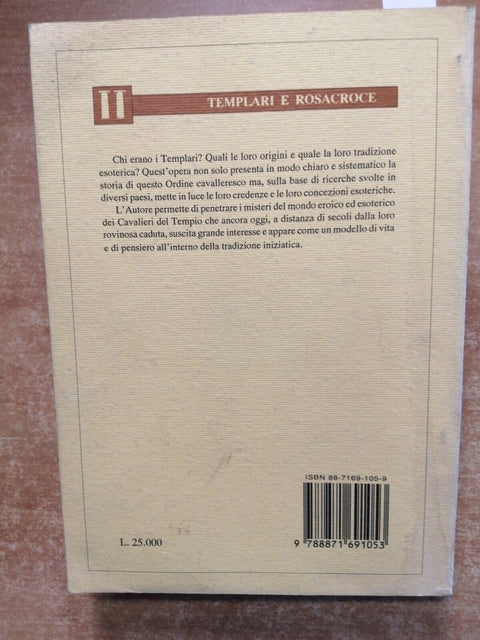 TT
TEMPLARI E ROSACROCE
Chi erano i Templari? Quali le loro origini e quale la loro tradizione
esoterica? Quest'opera non solo presenta in modo chiaro e sistematico la
storia di questo Ordine cavalleresco ma, sulla base di ricerche svolte in
diversi paesi, mette in luce le loro credenze e le loro concezioni esoteriche.
L'Autore permette di penetrare i misteri del mondo eroico ed esoterico
dei Cavalieri del Tempio che ancora oggi, a distanza di secoli dalla loro
rovinosa caduta, suscita grande interesse e appare come un modello di vita
e di pensiero all'interno della tradizione iniziatica.
ISBN 88-7169-105-9
L. 25.000
9 788871 691053